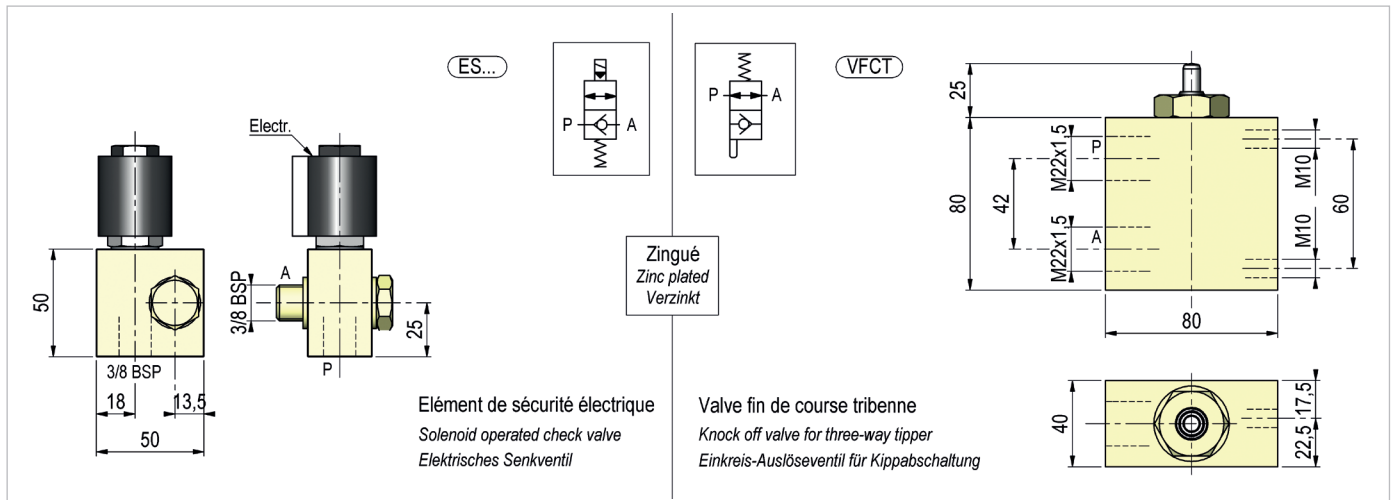 ES...
P
A
Electr.
50
3/8 BSP
18
13,5
50
A
3/8 BSP
25
P
Elément de sécurité électrique
Solenoid operated check valve
Elektrisches Senkventil
Zingué
Zinc plated
Verzinkt
P
A
VFCT
Valve fin de course tribenne
Knock off valve for three-way tipper
Einkreis-Auslöseventil für Kippabschaltung
25
80
42
M22x1,5
P
M22x1,5
A
M10
M10
60
80
40
17,5
22,5